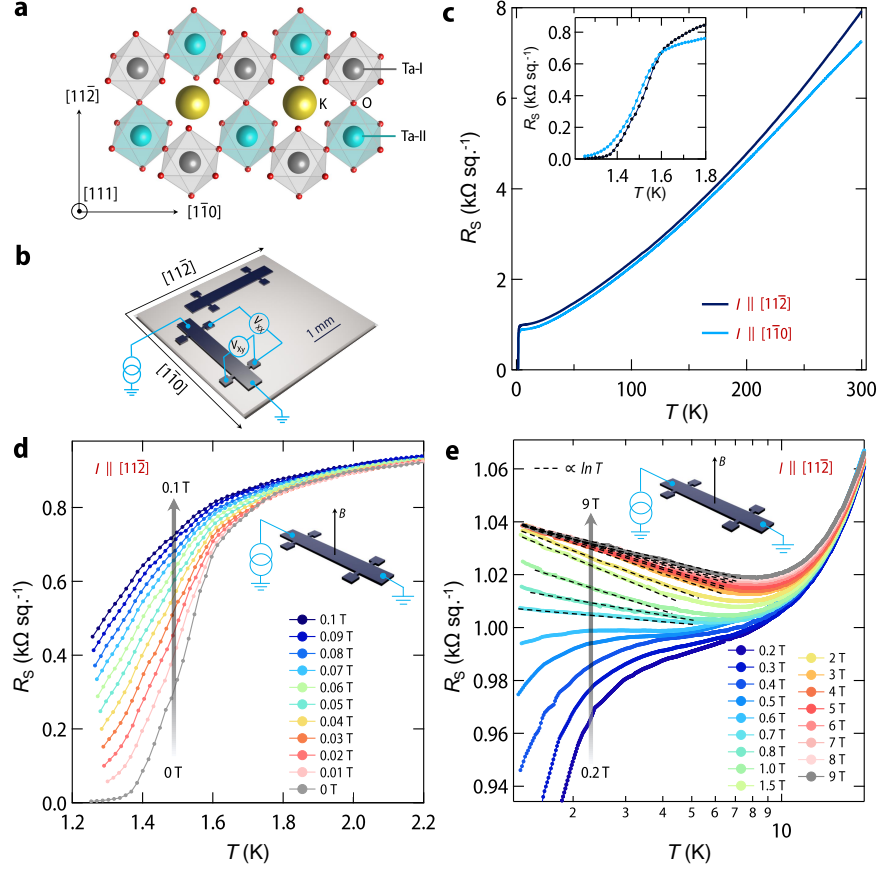 a
Ta-I
[11̄2̄]
K
O
Ta-II
[111]
[11̄0]
b
[112̄]
1 mm
Vxx
Vxy
[11̄0]
c
Rs (kΩ sq.⁻¹)
8
6
4
2
0
0
100
200
300
T (K)
I || [112̄]
I || [11̄0]
Rs (kΩ sq.⁻¹)
0.8
0.6
0.4
0.2
0.0
1.4
1.6
1.8
T (K)
d
I || [112̄]
0.1 T
0 T
B
Rs (kΩ sq.⁻¹)
0.8
0.6
0.4
0.2
0.0
1.2
1.4
1.6
1.8
2.0
2.2
T (K)
0.1 T
0.09 T
0.08 T
0.07 T
0.06 T
0.05 T
0.04 T
0.03 T
0.02 T
0.01 T
0 T
e
∝ ln T
I || [112̄]
9 T
0.2 T
B
Rs (kΩ sq.⁻¹)
1.06
1.04
1.02
1.00
0.98
0.96
0.94
2
3
4
5
6
7
8
9
10
T (K)
0.2 T
0.3 T
0.4 T
0.5 T
0.6 T
0.7 T
0.8 T
1.0 T
1.5 T
2 T
3 T
4 T
5 T
6 T
7 T
8 T
9 T